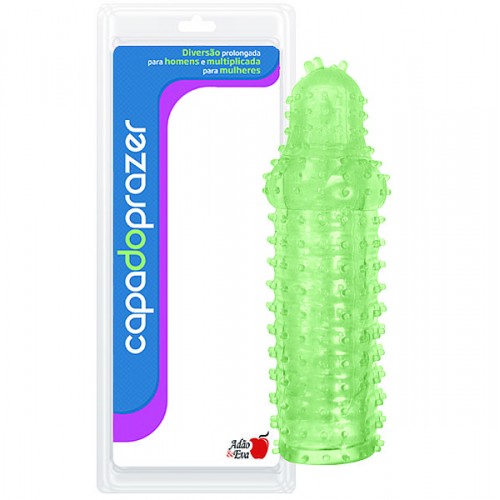 Diversão prolongada
para homens e multiplicada
para mulheres
capadoprazer
Adão
&Eva